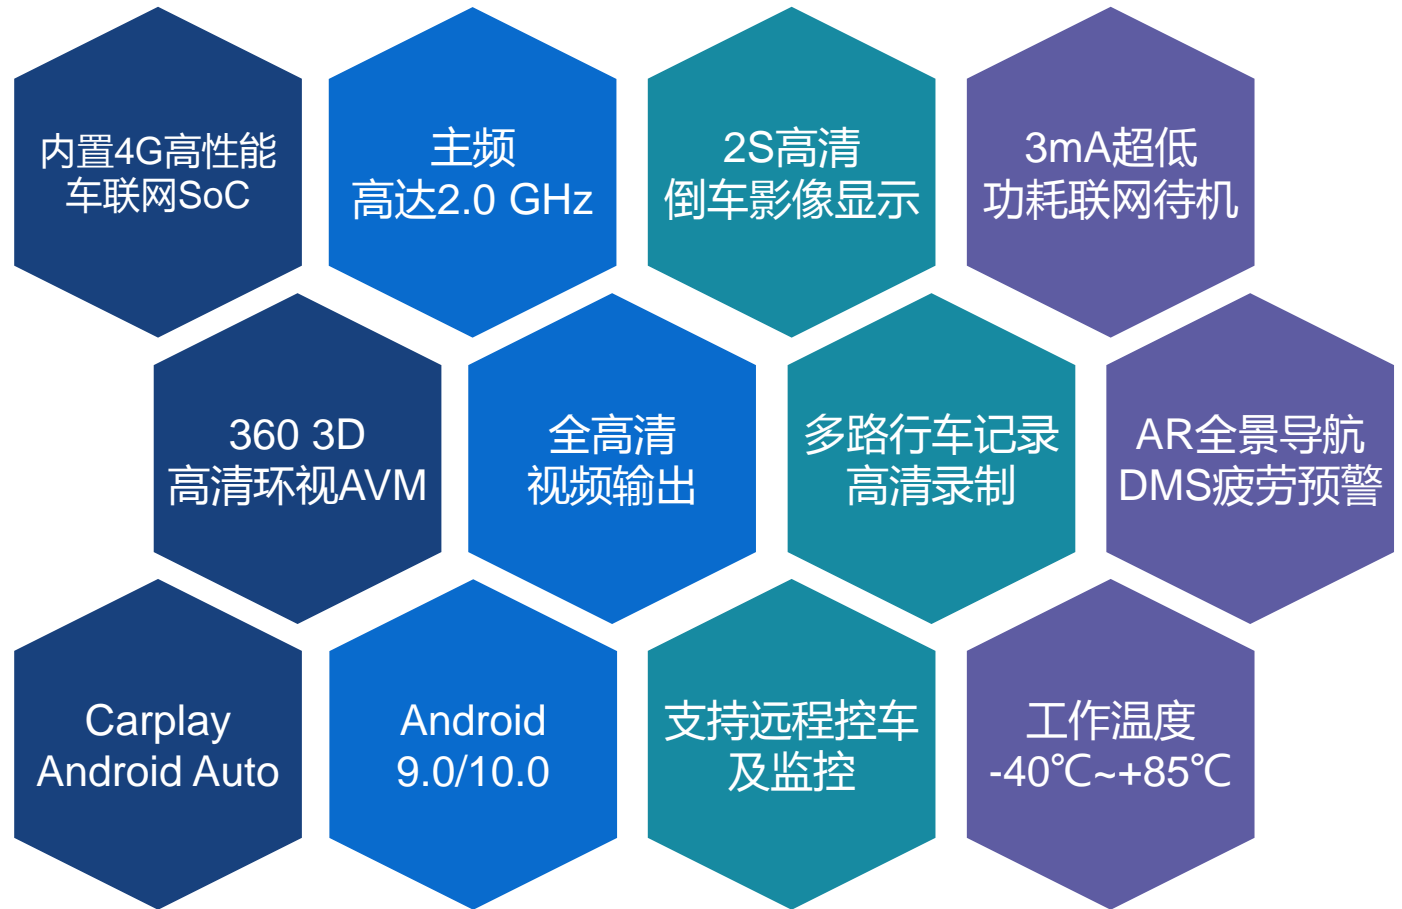 内置4G高性能
车联网SoC
主频
高达2.0 GHz
2S高清
倒车影像显示
3mA超低
功耗联网待机
360 3D
高清环视AVM
全高清
视频输出
多路行车记录
高清录制
AR全景导航
DMS疲劳预警
Carplay
Android Auto
Android
9.0/10.0
支持远程控车
及监控
工作温度
-40℃~+85℃